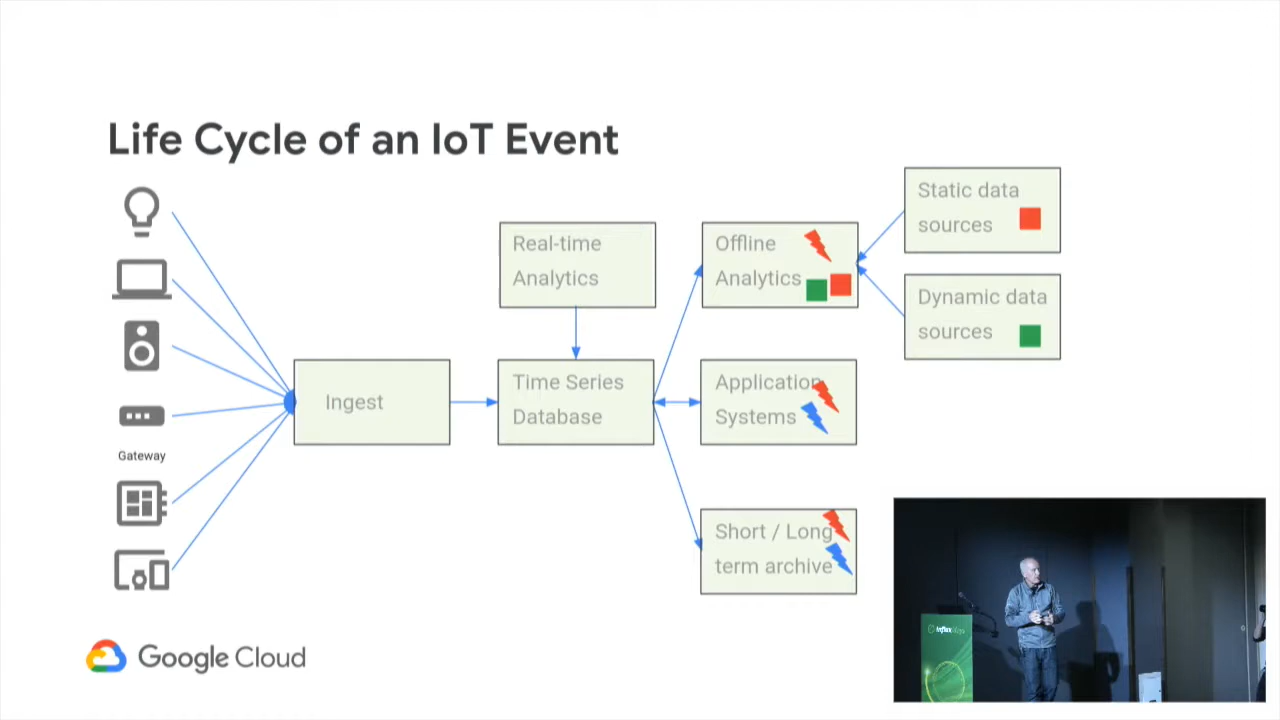 Life Cycle of an IoT Event
Static data
sources
Real-time
Analytics
Offline
Analytics
Dynamic data
sources
Ingest
Time Series
Database
Application
Systems
Gateway
Short / Long
term archive
Google Cloud